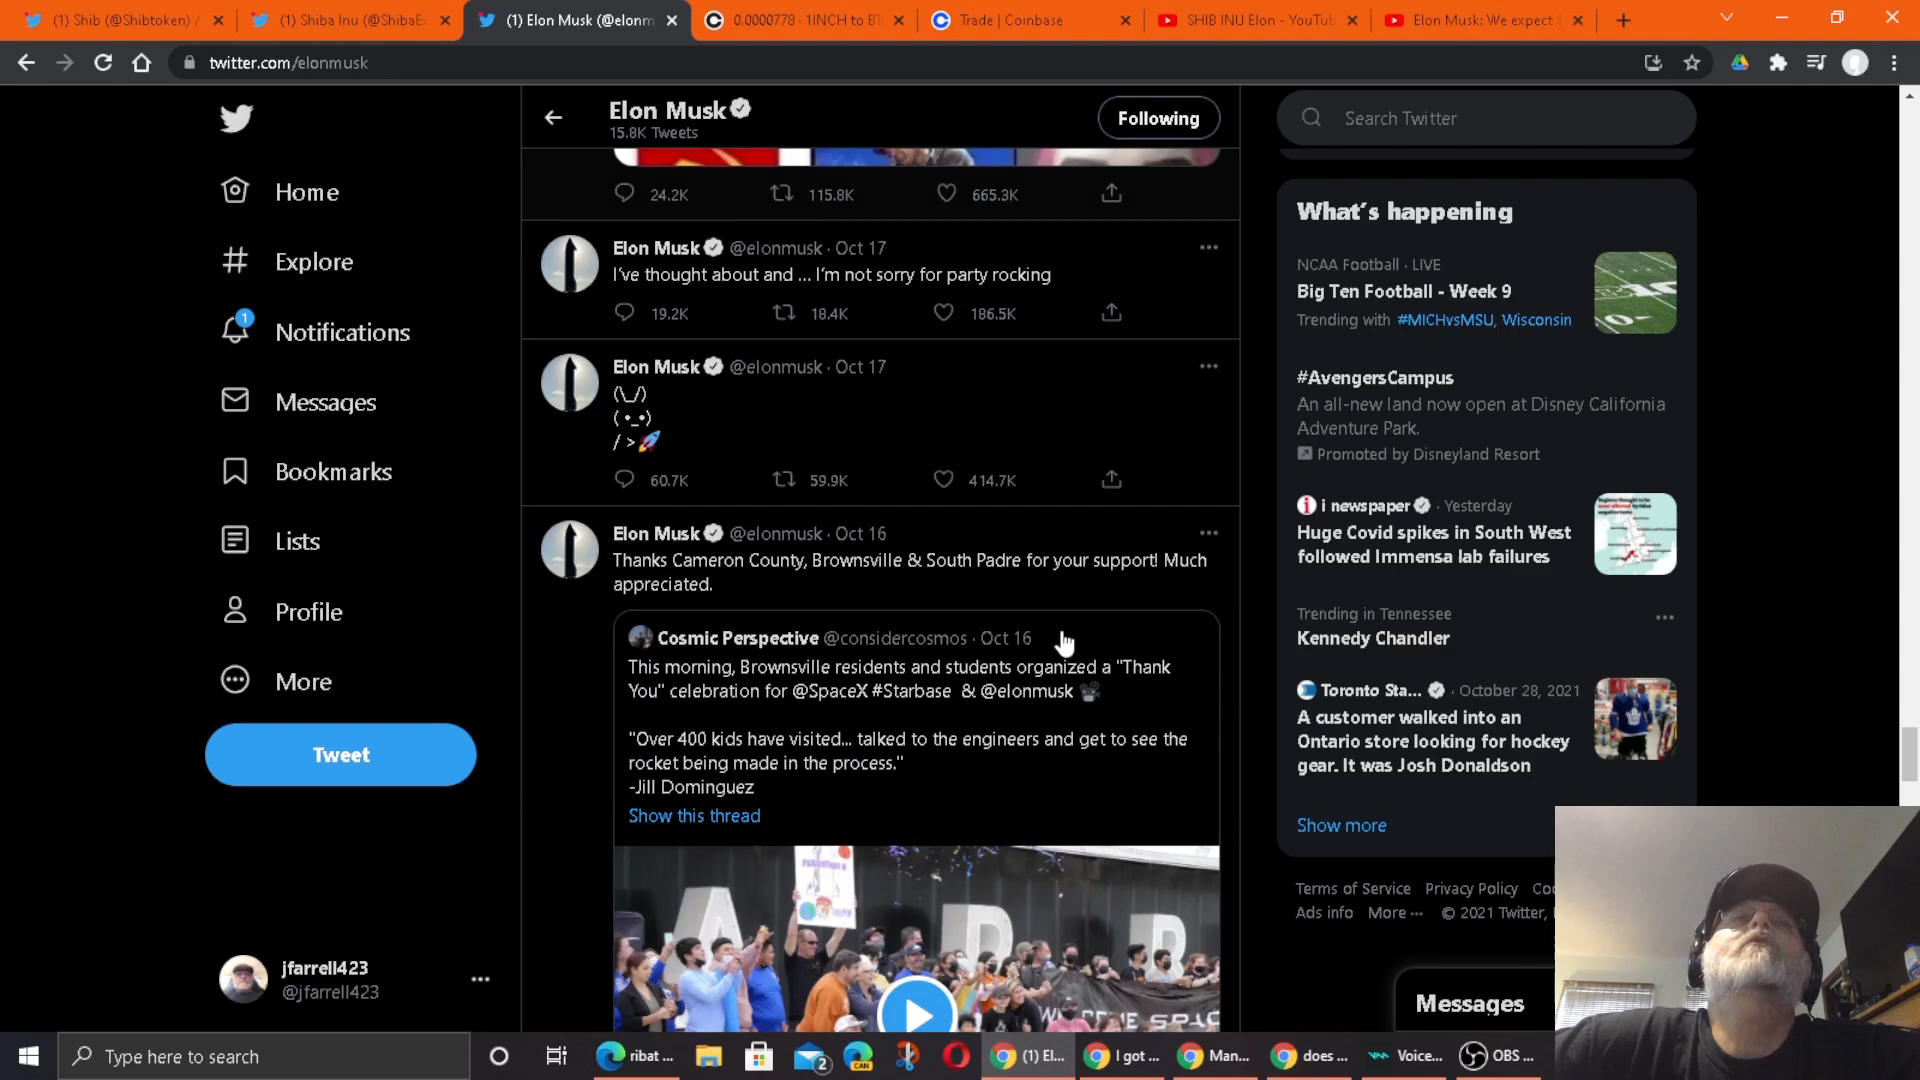 (1) Shib (@Shibtoken) /
(1) Shiba Inu (@ShibaEx
(1) Elon Musk (@elonm
0.0000778 · 1INCH to BT
Trade | Coinbase
SHIB INU Elon - YouTub
Elon Musk: We expect $
twitter.com/elonmusk
Home
Explore
1
Notifications
Messages
Bookmarks
Lists
Profile
More
Tweet
jfarrell423
@jfarrell423
Elon Musk
15.8K Tweets
Following
24.2K 115.8K 665.3K
Elon Musk @elonmusk · Oct 17
I've thought about and ... I'm not sorry for party rocking
19.2K 18.4K 186.5K
Elon Musk @elonmusk · Oct 17
(\_/)
( •_•)
/ >🚀
60.7K 59.9K 414.7K
Elon Musk @elonmusk · Oct 16
Thanks Cameron County, Brownsville & South Padre for your support! Much
appreciated.
Cosmic Perspective @considercosmos · Oct 16
This morning, Brownsville residents and students organized a "Thank
You" celebration for @SpaceX #Starbase & @elonmusk 📽
"Over 400 kids have visited... talked to the engineers and get to see the
rocket being made in the process."
-Jill Dominguez
Show this thread
Search Twitter
What's happening
NCAA Football · LIVE
Big Ten Football - Week 9
Trending with #MICHvsMSU, Wisconsin
#AvengersCampus
An all-new land now open at Disney California
Adventure Park.
Promoted by Disneyland Resort
i newspaper · Yesterday
Huge Covid spikes in South West
followed Immensa lab failures
Trending in Tennessee
Kennedy Chandler
Toronto Sta... · October 28, 2021
A customer walked into an
Ontario store looking for hockey
gear. It was Josh Donaldson
Show more
Terms of Service Privacy Policy Coo
Ads info More ··· © 2021 Twitter,
Messages
Type here to search
ribat ...
2
CAN
(1) El...
I got ...
Man...
does ...
Voice...
OBS ...